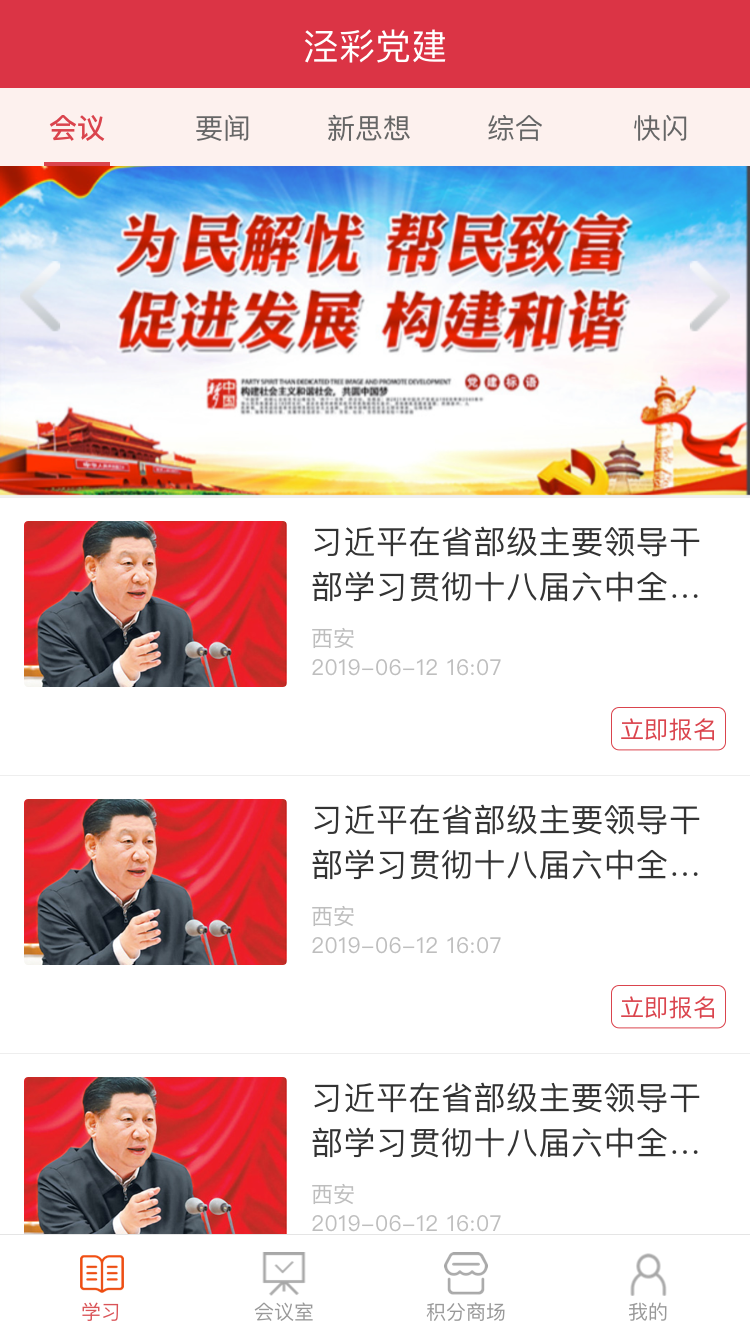 泾彩党建
会议 要闻 新思想 综合 快闪
为民解忧 帮民致富
促进发展 构建和谐
中国梦
PARTY SPIRIT THAN DEDICATED-TREE IMAGE AND PROMOTE DEVELOPMENT
党建标语
构建社会主义和谐社会，共圆中国梦
习近平在省部级主要领导干
部学习贯彻十八届六中全...
西安
2019-06-12 16:07
立即报名
习近平在省部级主要领导干
部学习贯彻十八届六中全...
西安
2019-06-12 16:07
立即报名
习近平在省部级主要领导干
部学习贯彻十八届六中全...
西安
2019-06-12 16:07
学习 会议室 积分商场 我的